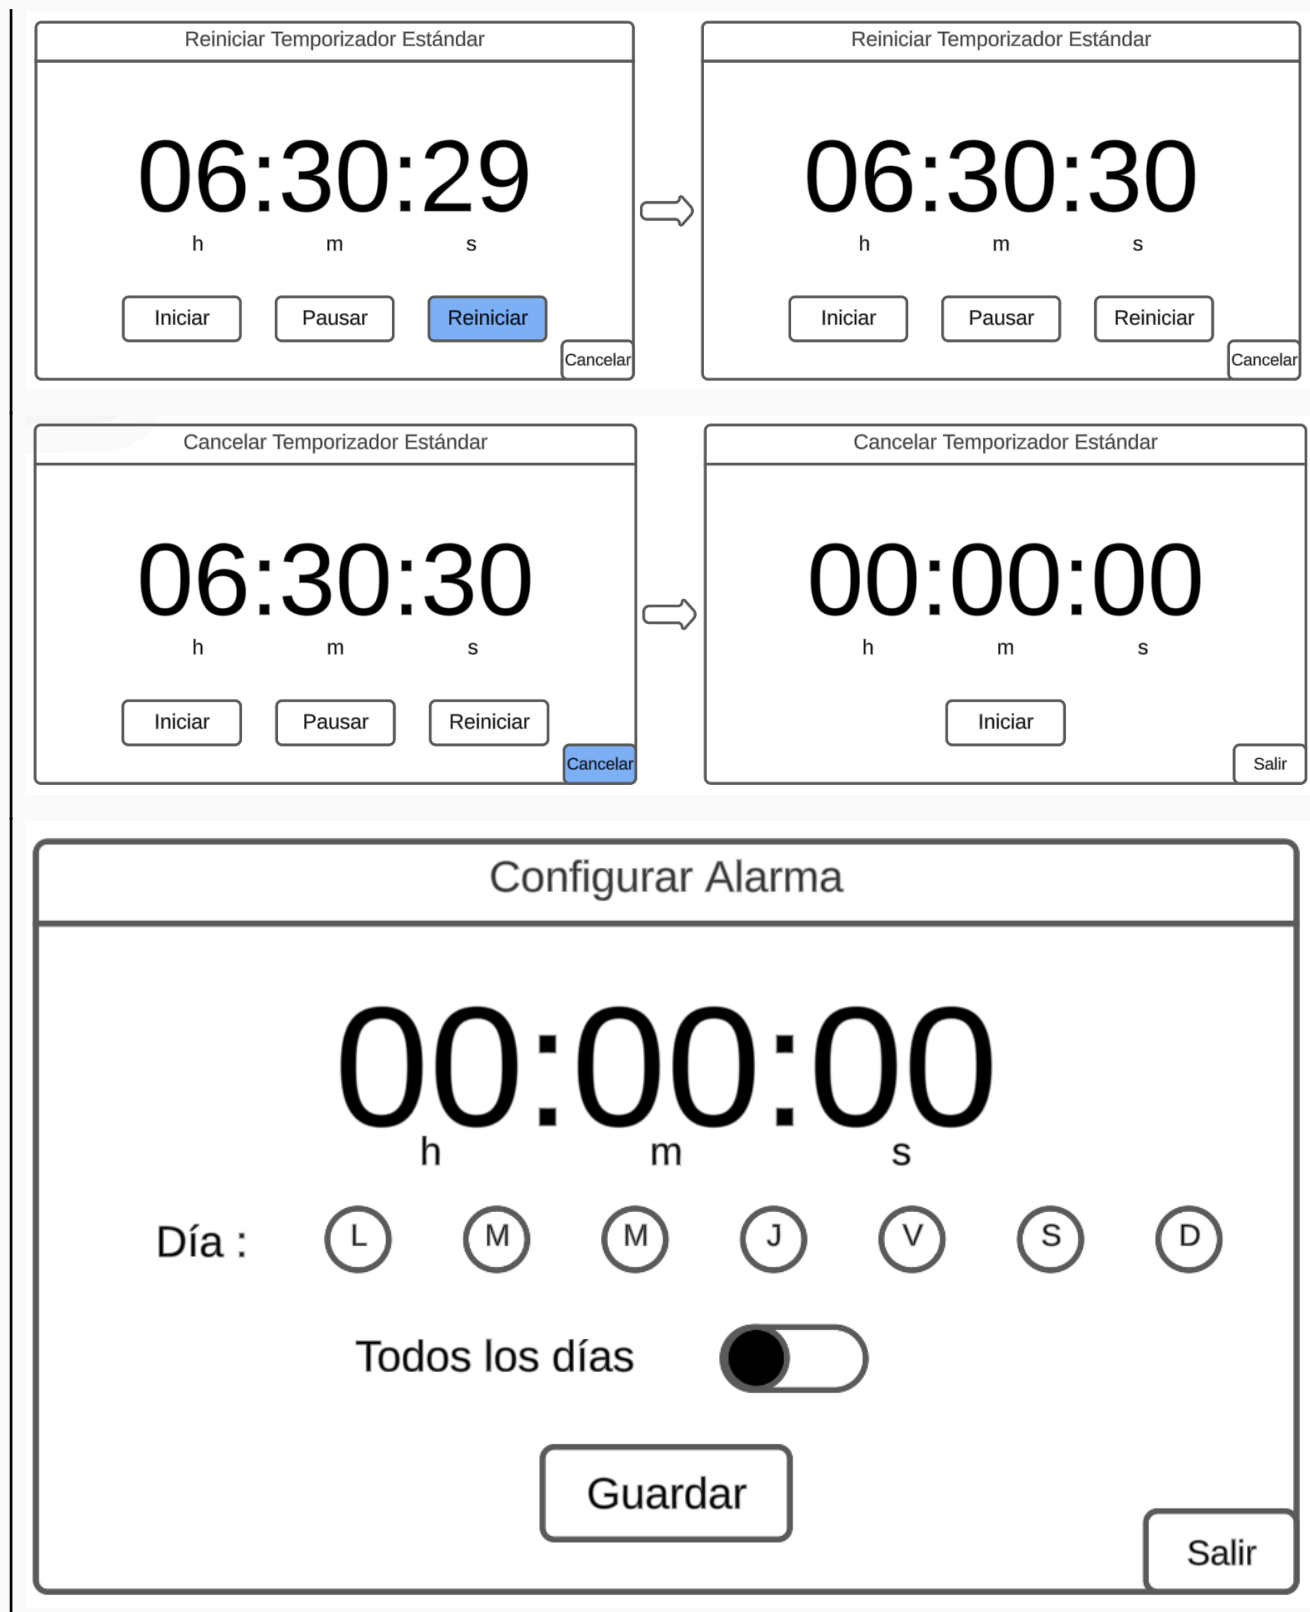 Reiniciar Temporizador Estándar
06:30:29
h m s
Iniciar Pausar Reiniciar
Cancelar
Reiniciar Temporizador Estándar
06:30:30
h m s
Iniciar Pausar Reiniciar
Cancelar
Cancelar Temporizador Estándar
06:30:30
h m s
Iniciar Pausar Reiniciar
Cancelar
Cancelar Temporizador Estándar
00:00:00
h m s
Iniciar
Salir
Configurar Alarma
00:00:00
h m s
Día : L M M J V S D
Todos los días
Guardar
Salir